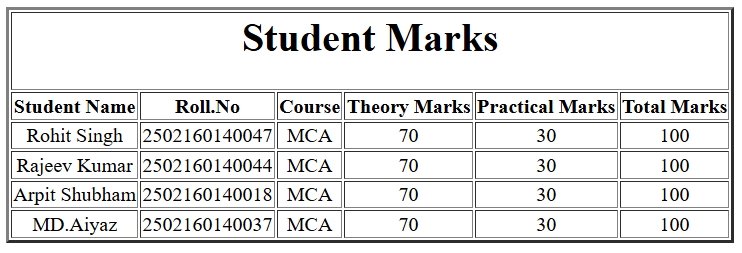 Student Marks
Student Name Roll.No Course Theory Marks Practical Marks Total Marks
Rohit Singh 2502160140047 MCA 70 30 100
Rajeev Kumar 2502160140044 MCA 70 30 100
Arpit Shubham 2502160140018 MCA 70 30 100
MD.Aiyaz 2502160140037 MCA 70 30 100